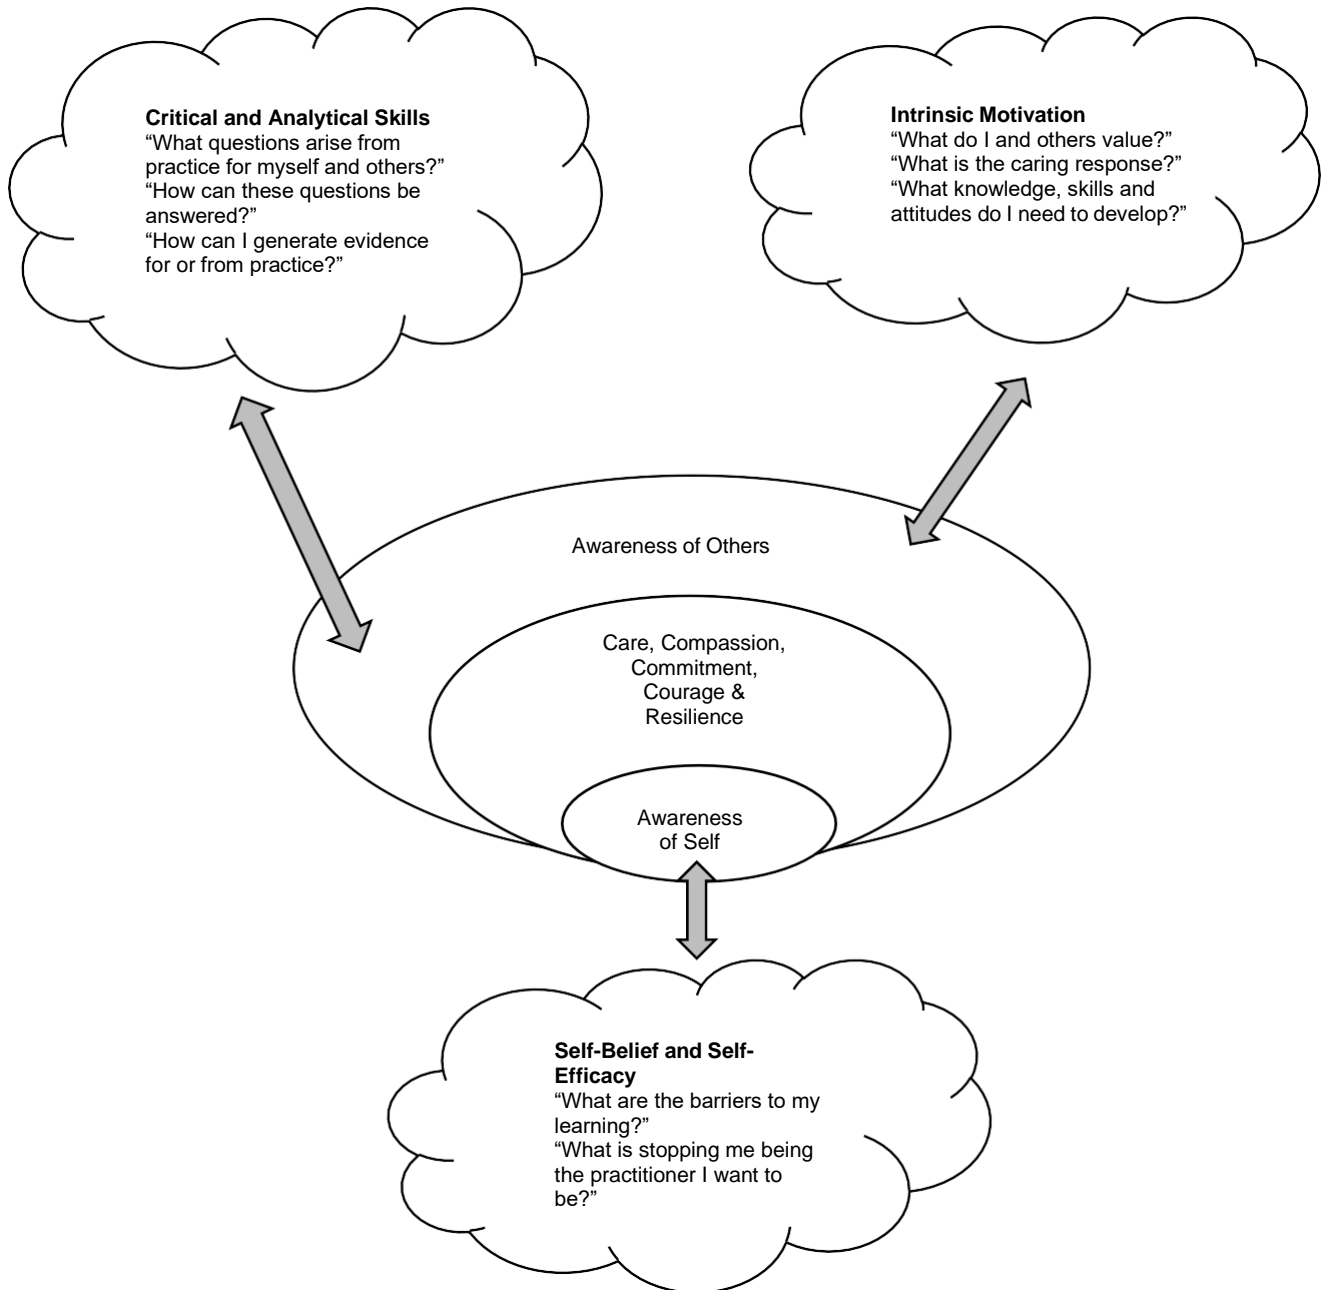 Critical and Analytical Skills
“What questions arise from
practice for myself and others?”
“How can these questions be
answered?”
“How can I generate evidence
for or from practice?”
Intrinsic Motivation
“What do I and others value?”
“What is the caring response?”
“What knowledge, skills and
attitudes do I need to develop?”
Awareness of Others
Care, Compassion,
Commitment,
Courage &
Resilience
Awareness
of Self
Self-Belief and Self-
Efficacy
“What are the barriers to my
learning?”
“What is stopping me being
the practitioner I want to
be?”